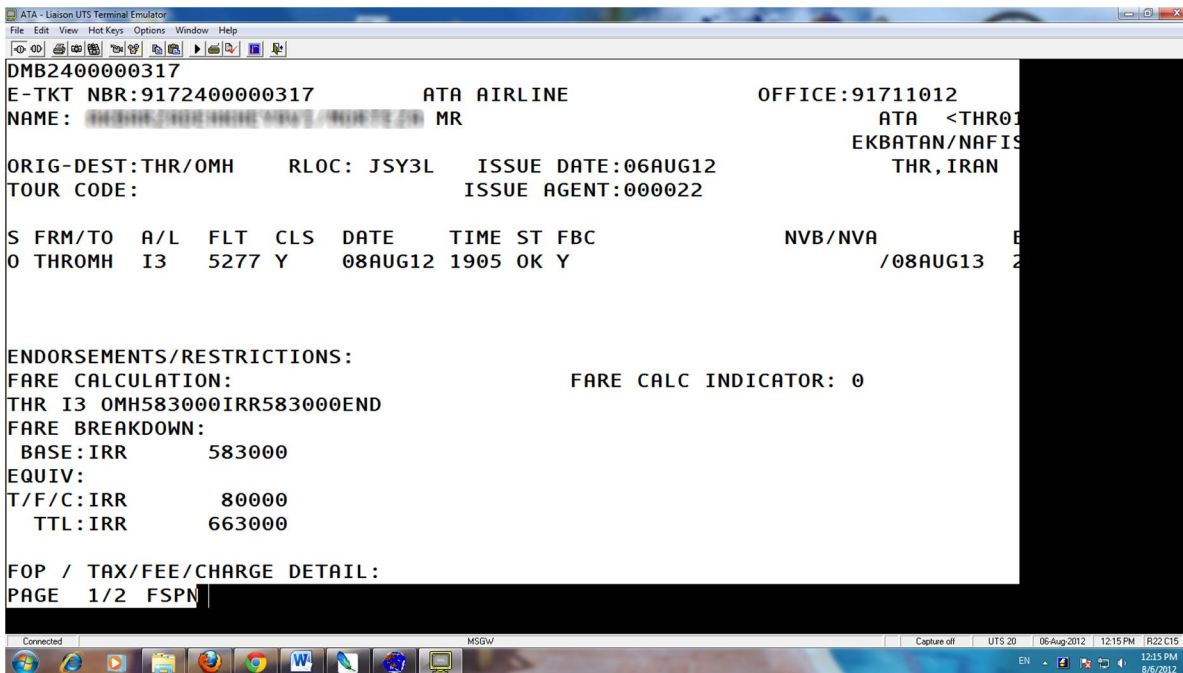 ATA - Liaison UTS Terminal Emulator
File Edit View Hot Keys Options Window Help
DMB2400000317
E-TKT NBR:9172400000317 ATA AIRLINE OFFICE:91711012
NAME: MR ATA <THR01
EKBATAN/NAFIS
ORIG-DEST:THR/OMH RLOC: JSY3L ISSUE DATE:06AUG12 THR,IRAN
TOUR CODE: ISSUE AGENT:000022
S FRM/TO A/L FLT CLS DATE TIME ST FBC NVB/NVA
O THROMH I3 5277 Y 08AUG12 1905 OK Y /08AUG13 2
ENDORSEMENTS/RESTRICTIONS:
FARE CALCULATION: FARE CALC INDICATOR: 0
THR I3 OMH583000IRR583000END
FARE BREAKDOWN:
BASE:IRR 583000
EQUIV:
T/F/C:IRR 80000
TTL:IRR 663000
FOP / TAX/FEE/CHARGE DETAIL:
PAGE 1/2 FSPN
Connected MSGW Capture off UTS 20 06-Aug-2012 12:15 PM R22 C15
EN 12:15 PM
8/6/2012